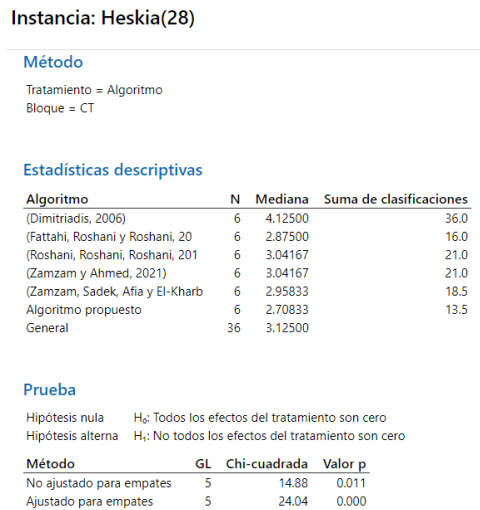 Instancia: Heskia(28)
Método
Tratamiento = Algoritmo
Bloque = CT
Estadísticas descriptivas
Algoritmo N Mediana Suma de clasificaciones
(Dimitriadis, 2006) 6 4.12500 36.0
(Fattahi, Roshani y Roshani, 20 6 2.87500 16.0
(Roshani, Roshani, Roshani, 201 6 3.04167 21.0
(Zamzam y Ahmed, 2021) 6 3.04167 21.0
(Zamzam, Sadek, Afia y El-Kharb 6 2.95833 18.5
Algoritmo propuesto 6 2.70833 13.5
General 36 3.12500
Prueba
Hipótesis nula H₀: Todos los efectos del tratamiento son cero
Hipótesis alterna H₁: No todos los efectos del tratamiento son cero
Método GL Chi-cuadrada Valor p
No ajustado para empates 5 14.88 0.011
Ajustado para empates 5 24.04 0.000